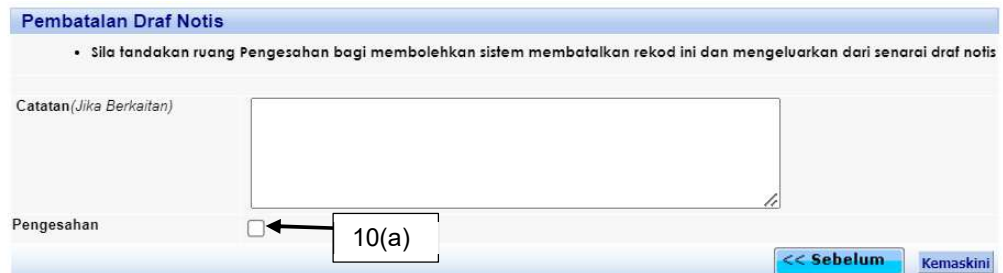 Pembatalan Draf Notis
• Sila tandakan ruang Pengesahan bagi membolehkan sistem membatalkan rekod ini dan mengeluarkan dari senarai draf notis
Catatan(Jika Berkaitan)
Pengesahan
10(a)
<< Sebelum Kemaskini